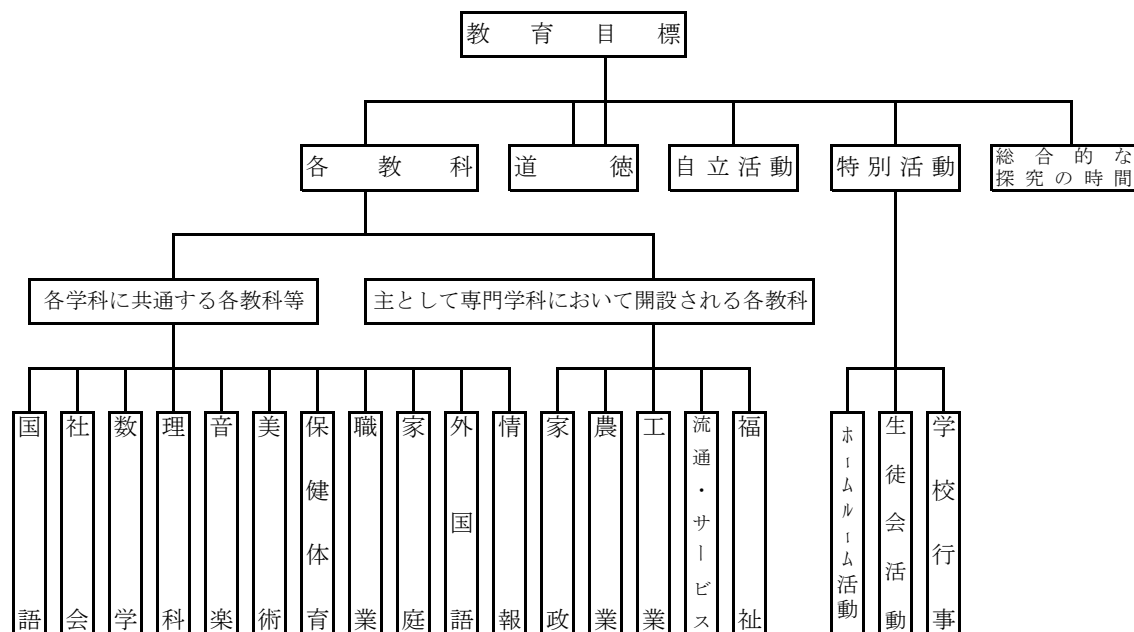 教育目標
各教科
道徳
自立活動
特別活動
総合的な
探究の時間
各学科に共通する各教科等
主として専門学科において開設される各教科
国語
社会
数学
理科
音楽
美術
保健体育
職業
家庭
外国語
情報
家政
農業
工業
流通・サービス
福祉
ホームルーム活動
生徒会活動
学校行事